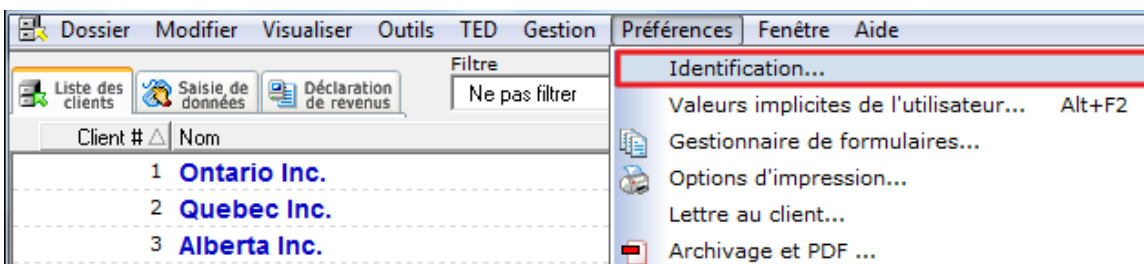 Dossier Modifier Visualiser Outils TED Gestion Préférences Fenêtre Aide
Liste des clients
Saisie de données
Déclaration de revenus
Filtre
Ne pas filtrer
Client # Nom
1 Ontario Inc.
2 Quebec Inc.
3 Alberta Inc.
Identification...
Valeurs implicites de l'utilisateur... Alt+F2
Gestionnaire de formulaires...
Options d'impression...
Lettre au client...
Archivage et PDF ...